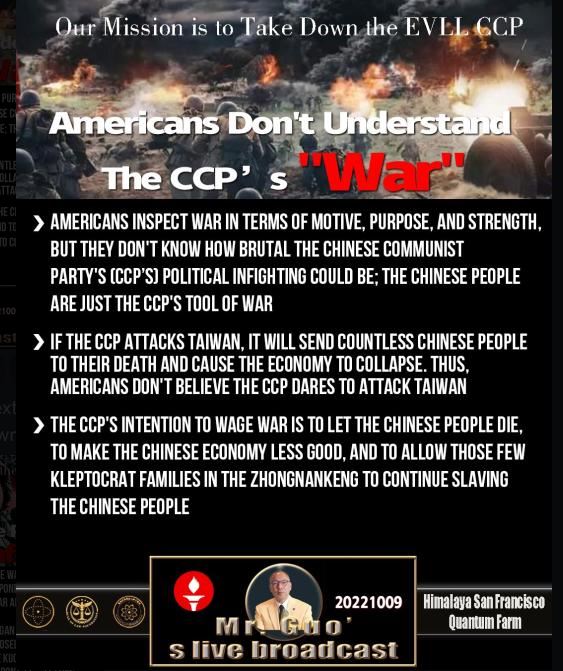 Our Mission is to Take Down the EVLL CCP
Americans Don't Understand
The CCP's "War"
AMERICANS INSPECT WAR IN TERMS OF MOTIVE, PURPOSE, AND STRENGTH,
BUT THEY DON'T KNOW HOW BRUTAL THE CHINESE COMMUNIST
PARTY'S (CCP'S) POLITICAL INFIGHTING COULD BE; THE CHINESE PEOPLE
ARE JUST THE CCP'S TOOL OF WAR
IF THE CCP ATTACKS TAIWAN, IT WILL SEND COUNTLESS CHINESE PEOPLE
TO THEIR DEATH AND CAUSE THE ECONOMY TO COLLAPSE. THUS,
AMERICANS DON'T BELIEVE THE CCP DARES TO ATTACK TAIWAN
THE CCP'S INTENTION TO WAGE WAR IS TO LET THE CHINESE PEOPLE DIE,
TO MAKE THE CHINESE ECONOMY LESS GOOD, AND TO ALLOW THOSE FEW
KLEPTOCRAT FAMILIES IN THE ZHONGNANKENG TO CONTINUE SLAVING
THE CHINESE PEOPLE
20221009
Mr. Guo'
s live broadcast
Himalaya San Francisco
Quantum Farm